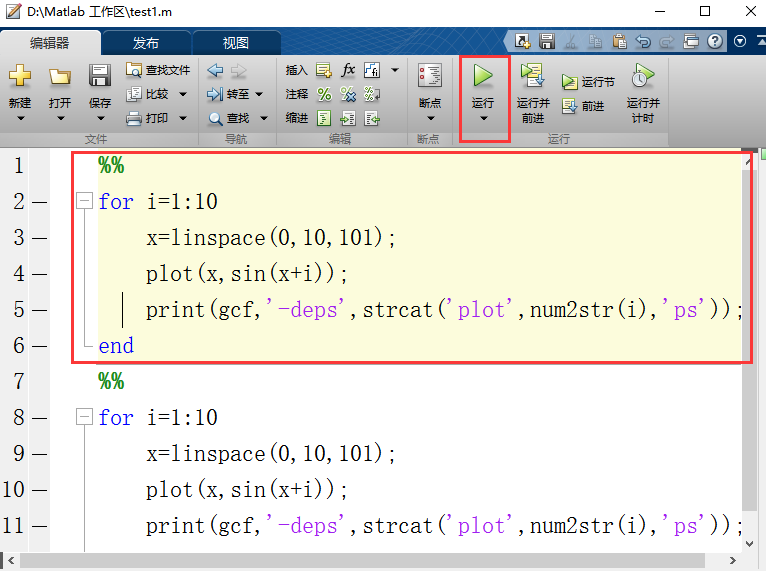 D:\Matlab 工作区\test1.m
编辑器 发布 视图
新建 打开 保存 查找文件 比较 打印 转至 查找 插入 fx 注释 缩进 断点 运行 运行并前进 运行节 前进 运行并计时
文件 导航 编辑 断点 运行
1 %%
2 — for i=1:10
3 — x=linspace(0,10,101);
4 — plot(x,sin(x+i));
5 — print(gcf,'-deps',strcat('plot',num2str(i),'ps'));
6 — end
7 %%
8 — for i=1:10
9 — x=linspace(0,10,101);
10 — plot(x,sin(x+i));
11 — print(gcf,'-deps',strcat('plot',num2str(i),'ps'));